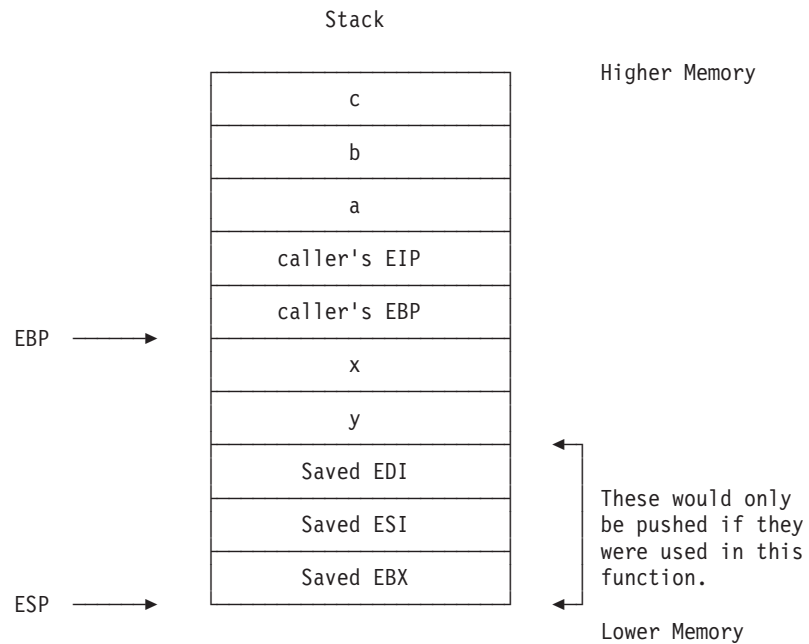 Stack
Higher Memory
c
b
a
caller's EIP
caller's EBP
EBP
x
y
Saved EDI
Saved ESI
Saved EBX
These would only
be pushed if they
were used in this
function.
ESP
Lower Memory